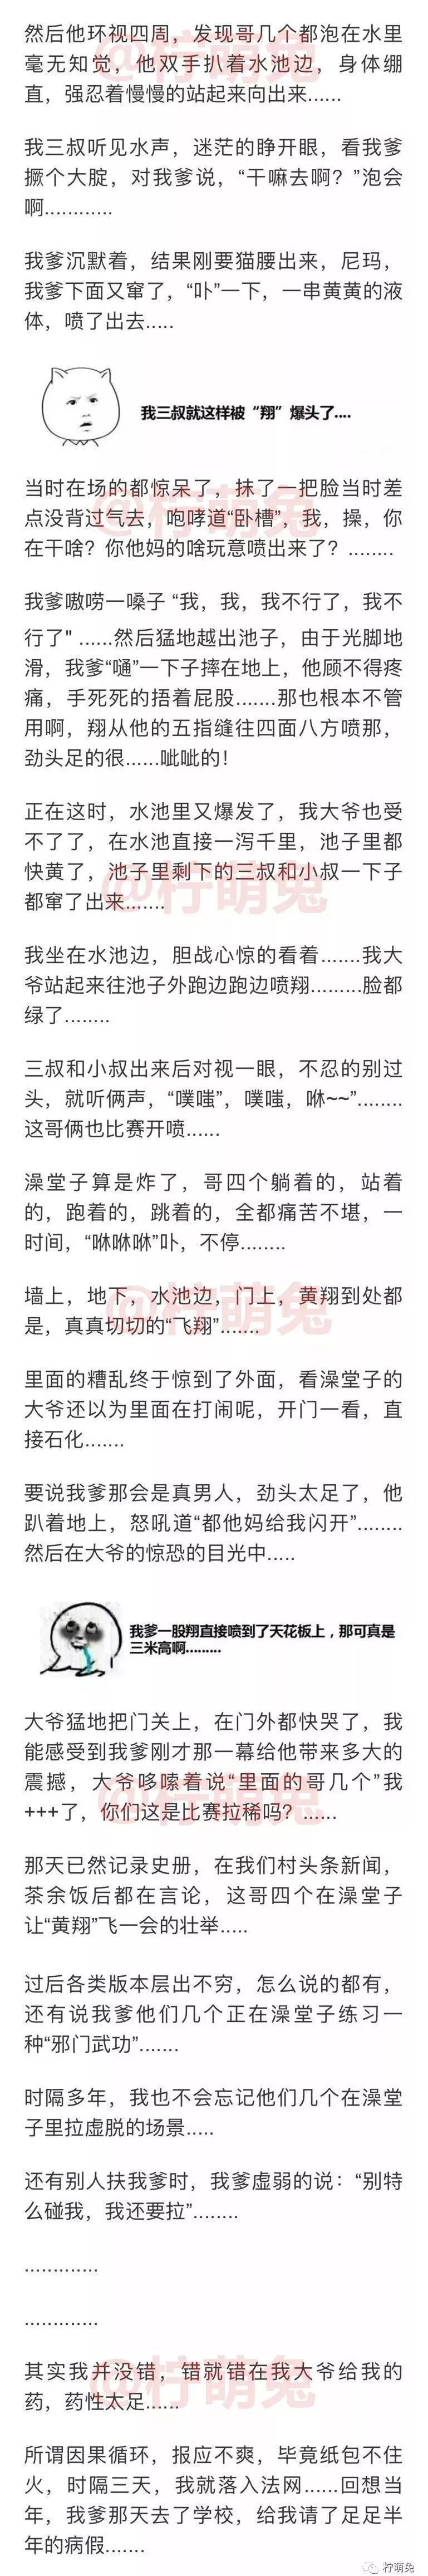 然后他环视四周，发现哥几个都泡在水里
毫无知觉，他双手扒着水池边，身体绷
直，强忍着慢慢的站起来向出来......
我三叔听见水声，迷茫的睁开眼，看我爹
撅个大腚，对我爹说，“干嘛去啊？”泡会
啊............
我爹沉默着，结果刚要猫腰出来，尼玛，
我爹下面又窜了，“卟”一下，一串黄黄的液
体，喷了出去.....
我三叔就这样被“翔”爆头了....
当时在场的都惊呆了，抹了一把脸当时差
点没背过气去，咆哮道“卧槽”，我，操，你
在干啥？你他妈的啥玩意喷出来了？........
我爹嗷唠一嗓子 “我，我，我不行了，我不
行了" ......然后猛地越出池子，由于光脚地
滑，我爹“嗵”一下子摔在地上，他顾不得疼
痛，手死死的捂着屁股.......那也根本不管
用啊，翔从他的五指缝往四面八方喷那，
劲头足的很......呲呲的！
正在这时，水池里又爆发了，我大爷也受
不了了，在水池直接一泻千里，池子里都
快黄了，池子里剩下的三叔和小叔一下子
都窜了出来.......
我坐在水池边，胆战心惊的看着.......我大
爷站起来往池子外跑边跑边喷翔.........脸都
绿了........
三叔和小叔出来后对视一眼，不忍的别过
头，就听俩声，“噗嗤”，噗嗤，咻~~”........
这哥俩也比赛开喷......
澡堂子算是炸了，哥四个躺着的，站着
的，跑着的，跳着的，全都痛苦不堪，一
时间，“咻咻咻”卟，不停........
墙上，地下，水池边，门上，黄翔到处都
是，真真切切的“飞翔”.......
里面的糟乱终于惊到了外面，看澡堂子的
大爷还以为里面在打闹呢，开门一看，直
接石化.......
要说我爹那会是真男人，劲头太足了，他
趴着地上，怒吼道“都他妈给我闪开”........
然后在大爷的惊恐的目光中.....
我爹一股翔直接喷到了天花板上，那可真是
三米高啊.........
大爷猛地把门关上，在门外都快哭了，我
能感受到我爹刚才那一幕给他带来多大的
震撼，大爷哆嗦着说“里面的哥几个”我
+++了，你们这是比赛拉稀吗？......
那天已然记录史册，在我们村头条新闻，
茶余饭后都在言论，这哥四个在澡堂子
让“黄翔”飞一会的壮举.....
过后各类版本层出不穷，怎么说的都有，
还有说我爹他们几个正在澡堂子练习一
种“邪门武功”.......
时隔多年，我也不会忘记他们几个在澡堂
子里拉虚脱的场景.....
还有别人扶我爹时，我爹虚弱的说：“别特
么碰我，我还要拉”........
.............
.............
其实我并没错，错就错在我大爷给我的
药，药性太足......
所谓因果循环，报应不爽，毕竟纸包不住
火，时隔三天，我就落入法网......回想当
年，我爹那天去了学校，给我请了足足半
年的病假.......
@柠萌兔
@柠萌兔
@柠萌兔
@柠萌兔
@柠萌兔
@柠萌兔
柠萌兔